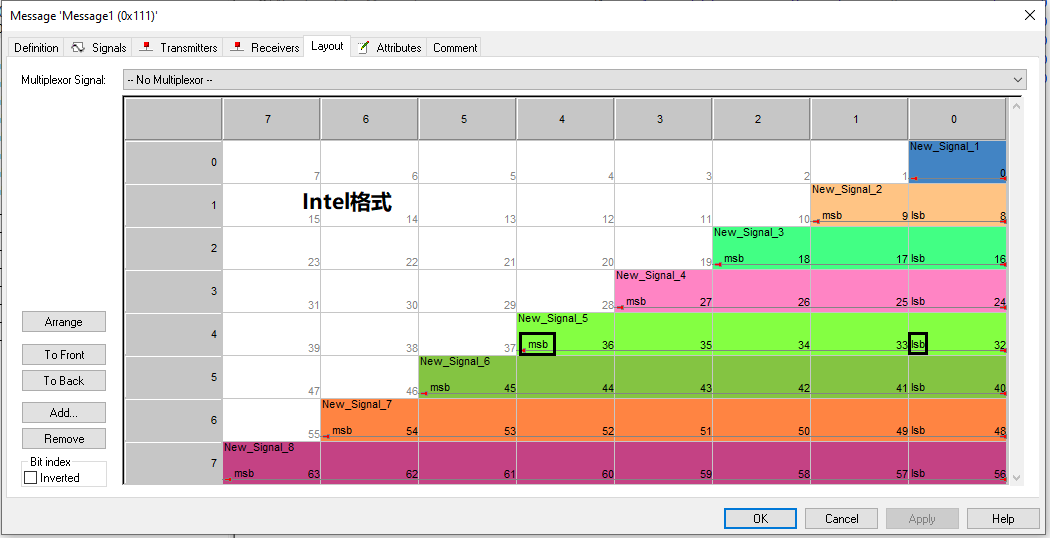 Message 'Message1 (0x111)'
Definition Signals Transmitters Receivers Layout Attributes Comment
Multiplexor Signal: -- No Multiplexor --
7 6 5 4 3 2 1 0
New_Signal_1
0 7 6 5 4 3 2 1 0
Intel格式
New_Signal_2
1 15 14 13 12 11 10 msb 9 lsb 8
New_Signal_3
2 23 22 21 20 19 msb 18 17 lsb 16
New_Signal_4
3 31 30 29 28 msb 27 26 25 lsb 24
New_Signal_5
4 39 38 37 msb 36 35 34 33 lsb 32
New_Signal_6
5 47 46 msb 45 44 43 42 41 lsb 40
New_Signal_7
6 55 msb 54 53 52 51 50 49 lsb 48
New_Signal_8
7 msb 63 62 61 60 59 58 57 lsb 56
Arrange
To Front
To Back
Add...
Remove
Bit index
Inverted
OK Cancel Apply Help